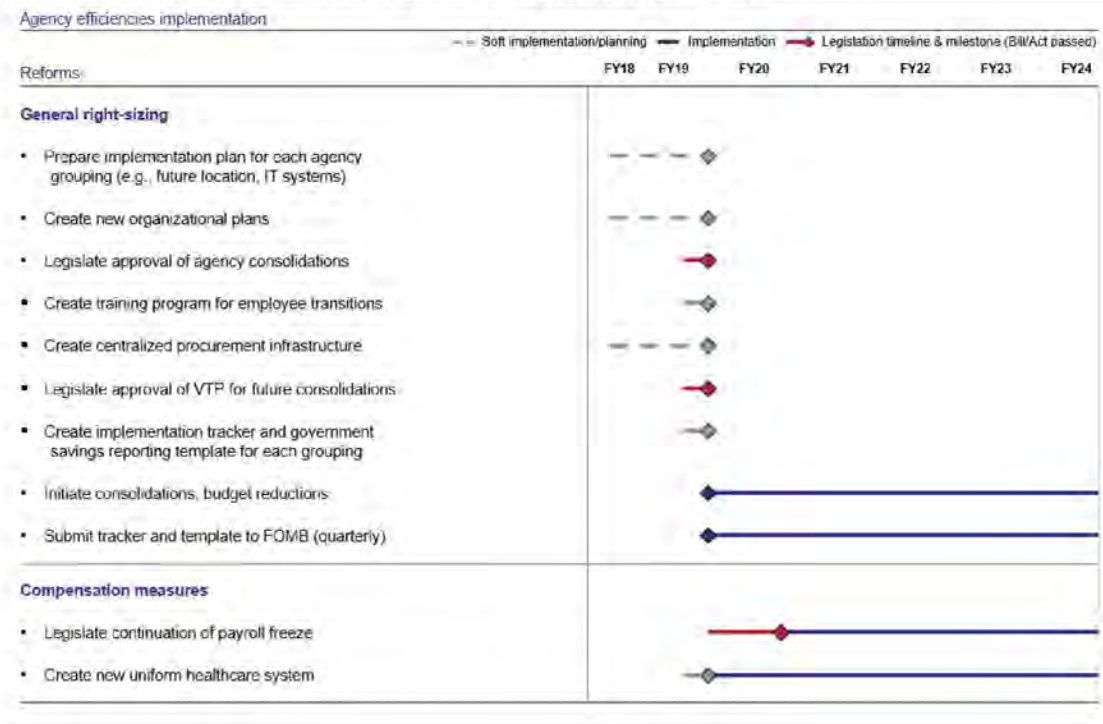 Agency efficiencies implementation
Soft implementation/planning Implementation Legislation timeline & milestone (Bill/Act passed)
Reforms FY18 FY19 FY20 FY21 FY22 FY23 FY24
General right-sizing
▪ Prepare implementation plan for each agency
grouping (e.g., future location, IT systems)
▪ Create new organizational plans
▪ Legislate approval of agency consolidations
▪ Create training program for employee transitions
▪ Create centralized procurement infrastructure
▪ Legislate approval of VTP for future consolidations
▪ Create implementation tracker and government
savings reporting template for each grouping
▪ Initiate consolidations, budget reductions
▪ Submit tracker and template to FOMB (quarterly)
Compensation measures
▪ Legislate continuation of payroll freeze
▪ Create new uniform healthcare system